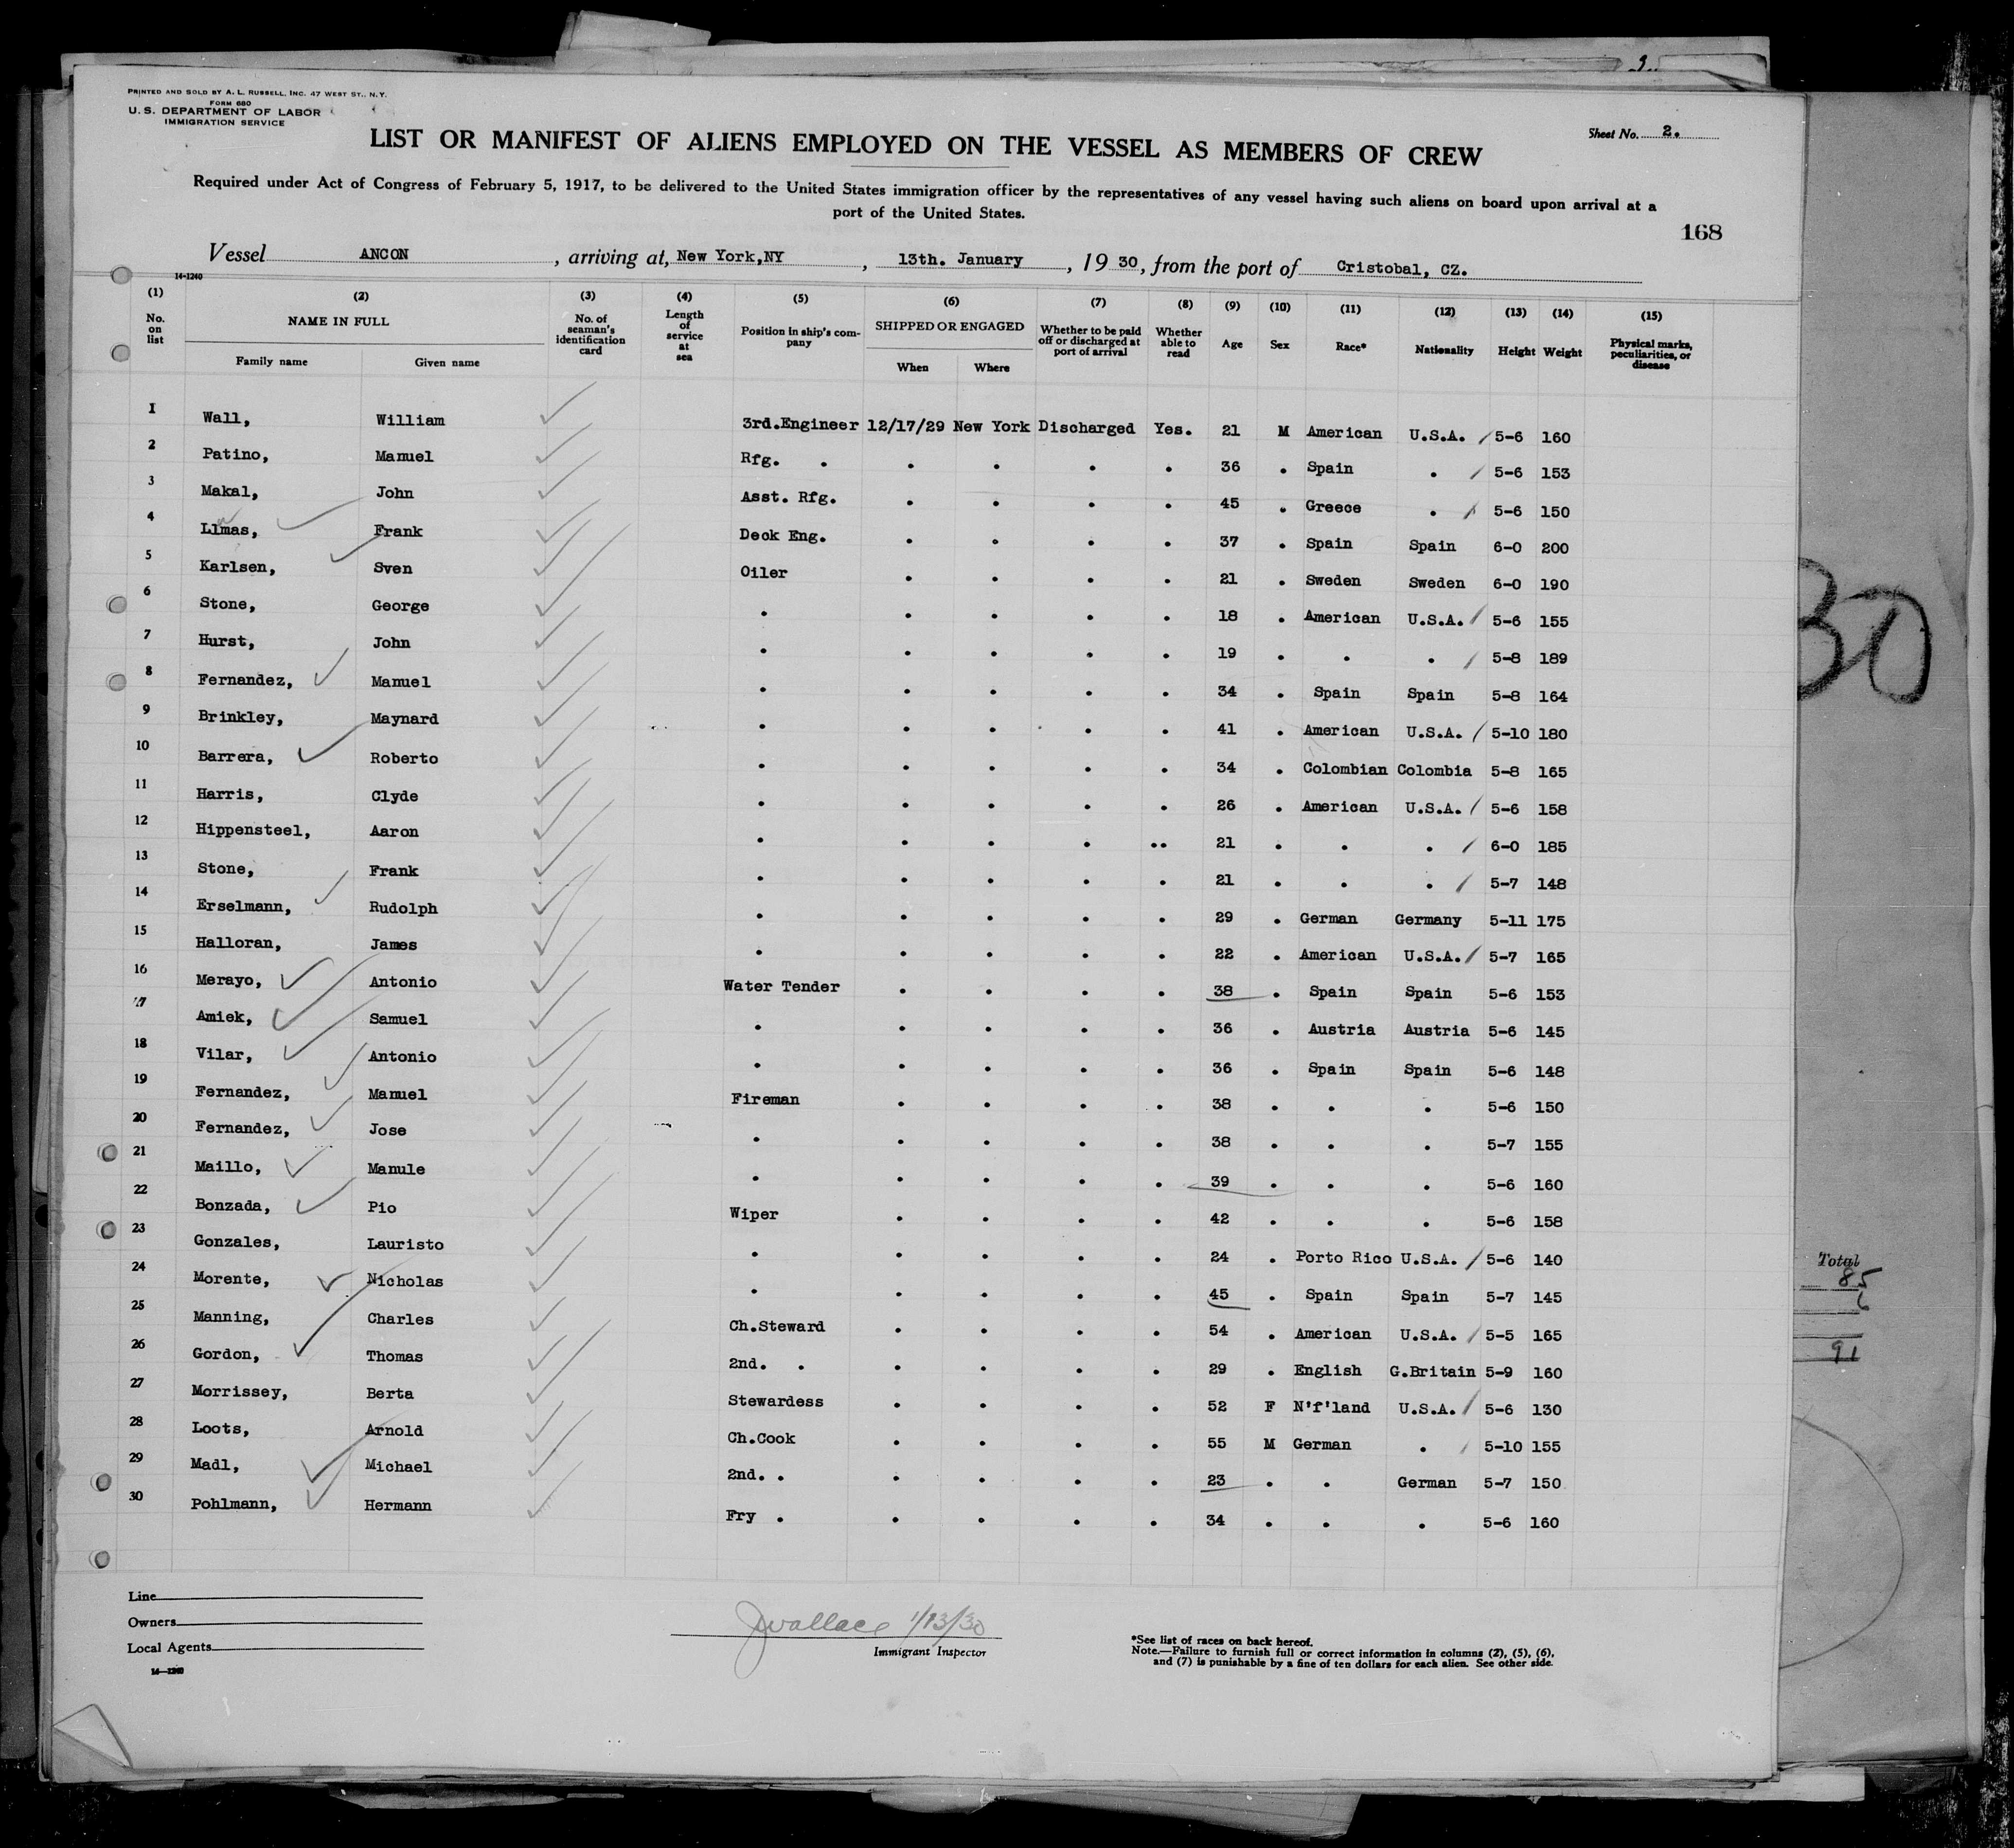 PRINTED AND SOLD BY A. L. RUSSELL, INC. 47 WEST ST., N.Y.
FORM 680
U. S. DEPARTMENT OF LABOR
IMMIGRATION SERVICE
Sheet No. 2.
LIST OR MANIFEST OF ALIENS EMPLOYED ON THE VESSEL AS MEMBERS OF CREW
Required under Act of Congress of February 5, 1917, to be delivered to the United States immigration officer by the representatives of any vessel having such aliens on board upon arrival at a
port of the United States.
168
Vessel ANCON, arriving at, New York,NY, 13th. January, 19 30, from the port of Cristobal, CZ.
14-1240
(1) (2) (3) (4) (5) (6) (7) (8) (9) (10) (11) (12) (13) (14) (15)
No. on list NAME IN FULL Family name Given name No. of seaman's identification card Length of service at sea Position in ship's company SHIPPED OR ENGAGED When Where Whether to be paid off or discharged at port of arrival Whether able to read Age Sex Race* Nationality Height Weight Physical marks, peculiarities, or disease
1 Wall, William 3rd.Engineer 12/17/29 New York Discharged Yes. 21 M American U.S.A. 5-6 160
2 Patino, Manuel Rfg. . . . . . 36 . Spain . 5-6 153
3 Makal, John Asst. Rfg. . . . . 45 . Greece . 5-6 150
4 Llmas, Frank Deck Eng. . . . . 37 . Spain Spain 6-0 200
5 Karlsen, Sven Oiler . . . . 21 . Sweden Sweden 6-0 190
6 Stone, George . . . . . 18 . American U.S.A. 5-6 155
7 Hurst, John . . . . . 19 . . . 5-8 189
8 Fernandez, Manuel . . . . . 34 . Spain Spain 5-8 164
9 Brinkley, Maynard . . . . . 41 . American U.S.A. 5-10 180
10 Barrera, Roberto . . . . . 34 . Colombian Colombia 5-8 165
11 Harris, Clyde . . . . . 26 . American U.S.A. 5-6 158
12 Hippensteel, Aaron . . . . .. 21 . . . 6-0 185
13 Stone, Frank . . . . . 21 . . . 5-7 148
14 Erselmann, Rudolph . . . . . 29 . German Germany 5-11 175
15 Halloran, James . . . . . 22 . American U.S.A. 5-7 165
16 Merayo, Antonio Water Tender . . . . 38 . Spain Spain 5-6 153
17 Amiek, Samuel . . . . . 36 . Austria Austria 5-6 145
18 Vilar, Antonio . . . . . 36 . Spain Spain 5-6 148
19 Fernandez, Manuel Fireman . . . . 38 . . . 5-6 150
20 Fernandez, Jose . . . . . 38 . . . 5-7 155
21 Maillo, Manule . . . . . 39 . . . 5-6 160
22 Bonzada, Pio Wiper . . . . 42 . . . 5-6 158
23 Gonzales, Lauristo . . . . . 24 . Porto Rico U.S.A. 5-6 140
24 Morente, Nicholas . . . . . 45 . Spain Spain 5-7 145
25 Manning, Charles Ch.Steward . . . . 54 . American U.S.A. 5-5 165
26 Gordon, Thomas 2nd. . . . . . 29 . English G.Britain 5-9 160
27 Morrissey, Berta Stewardess . . . . 52 F N'f'land U.S.A. 5-6 130
28 Loots, Arnold Ch.Cook . . . . 55 M German . 5-10 155
29 Madl, Michael 2nd. . . . . . 23 . . German 5-7 150
30 Pohlmann, Hermann Fry . . . . . 34 . . . 5-6 160
Line
Owners
Local Agents
14-1240
JWallace 1/13/30
Immigrant Inspector
*See list of races on back hereof.
Note.—Failure to furnish full or correct information in columns (2), (5), (6),
and (7) is punishable by a fine of ten dollars for each alien. See other side.
30
Total
85
6
91